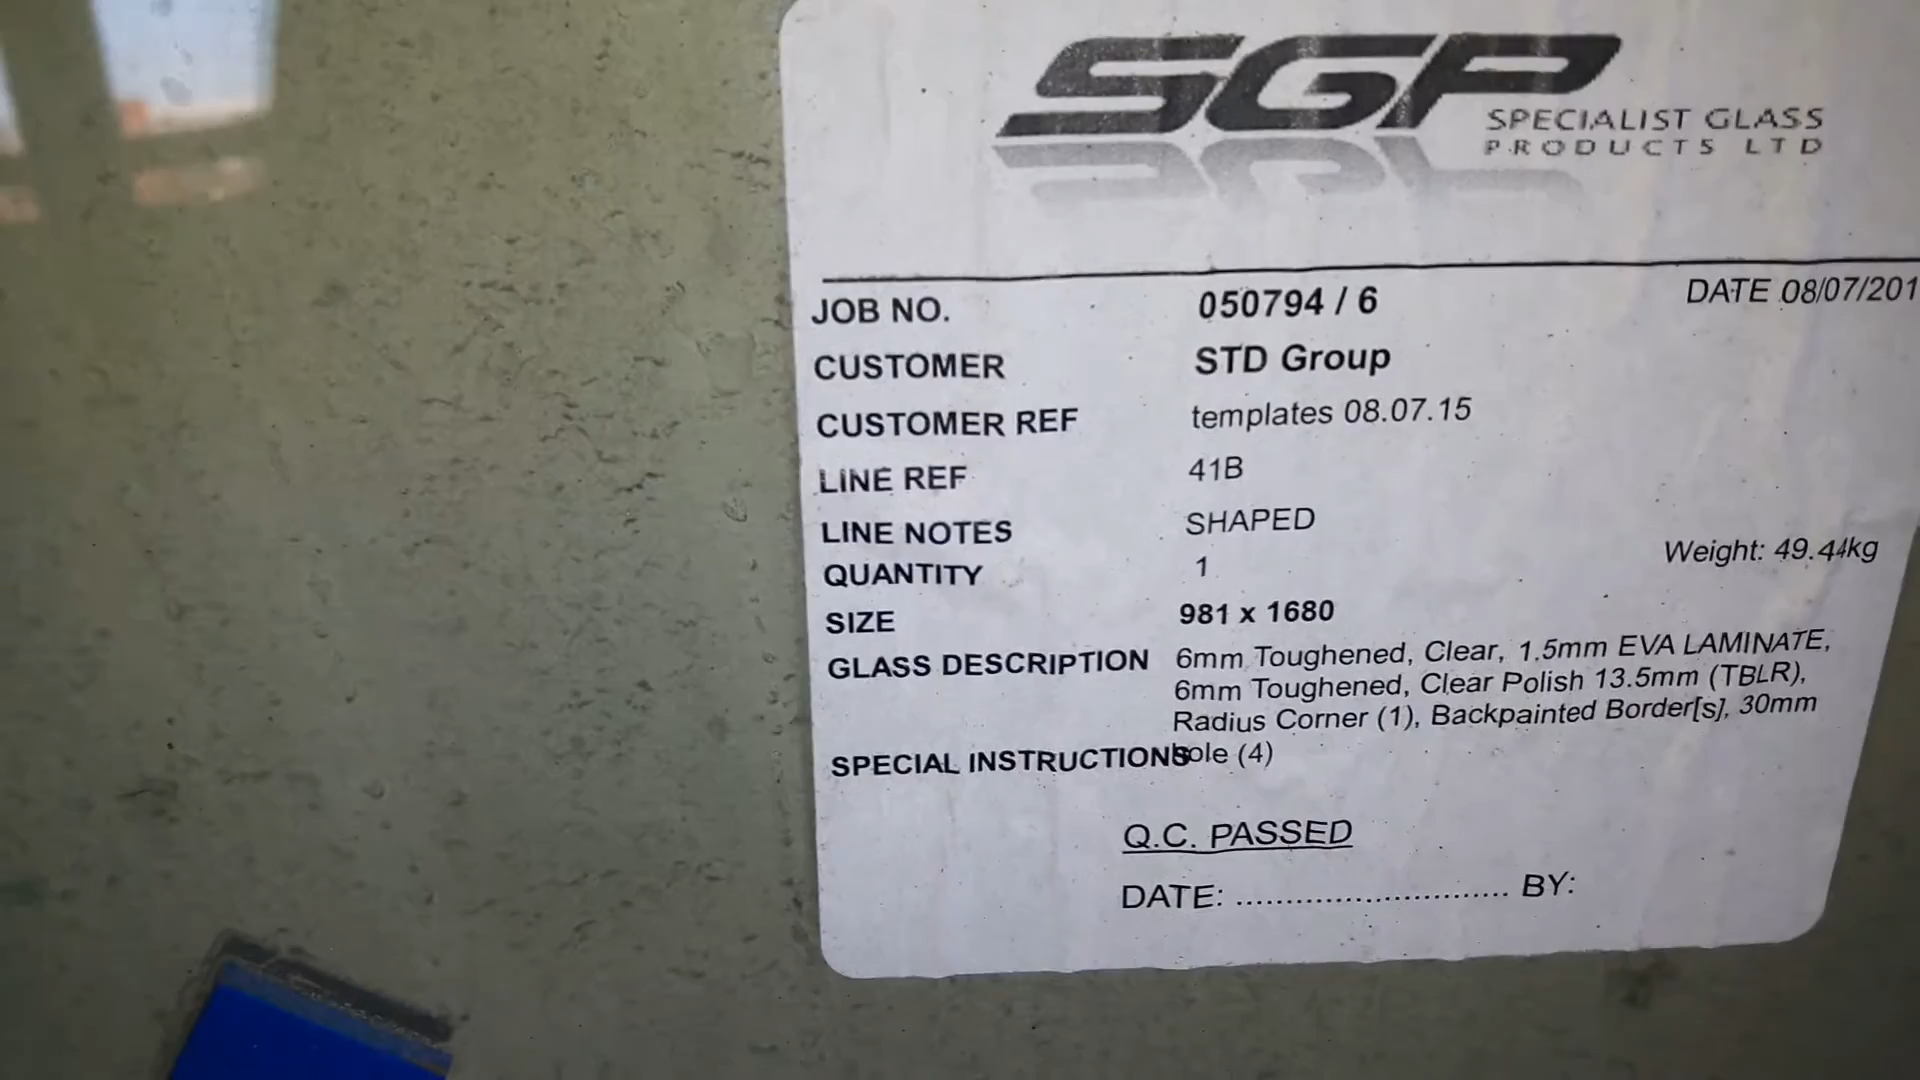 SGP
SPECIALIST GLASS
PRODUCTS LTD
JOB NO. 050794 / 6 DATE 08/07/201
CUSTOMER STD Group
CUSTOMER REF templates 08.07.15
LINE REF 41B
LINE NOTES SHAPED
QUANTITY 1 Weight: 49.44kg
SIZE 981 x 1680
GLASS DESCRIPTION 6mm Toughened, Clear, 1.5mm EVA LAMINATE,
6mm Toughened, Clear Polish 13.5mm (TBLR),
Radius Corner (1), Backpainted Border[s], 30mm
SPECIAL INSTRUCTIONS hole (4)
Q.C. PASSED
DATE: ........................... BY: